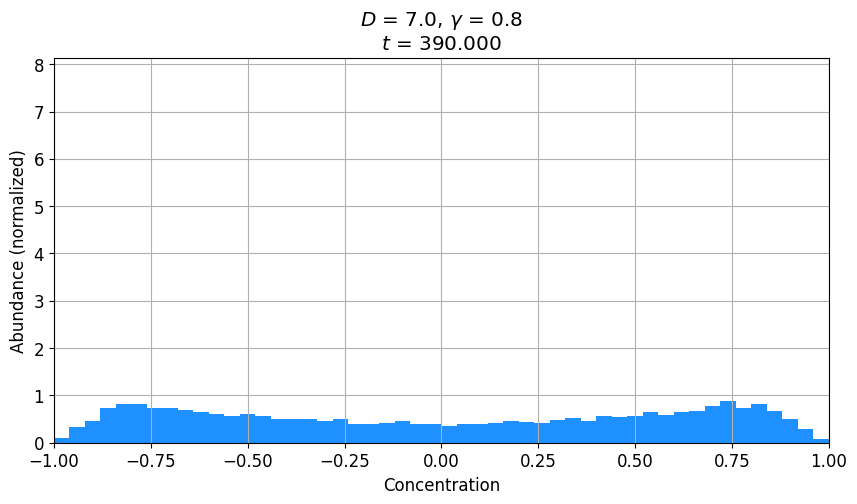 D = 7.0, γ = 0.8
t = 390.000
Abundance (normalized)
8
7
6
5
4
3
2
1
0
−1.00 −0.75 −0.50 −0.25 0.00 0.25 0.50 0.75 1.00
Concentration